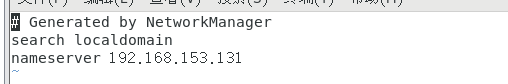 # Generated by NetworkManager
search localdomain
nameserver 192.168.153.131
~